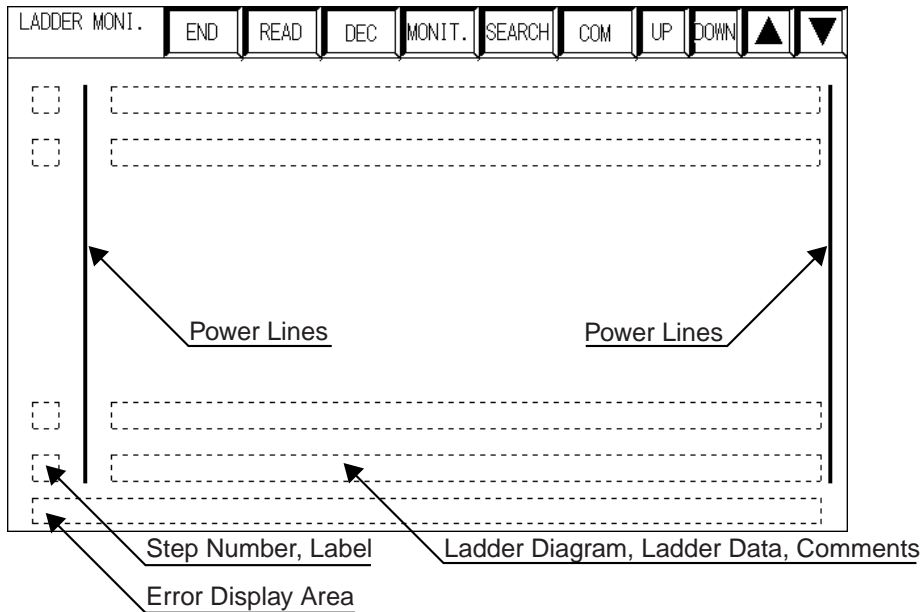 LADDER MONI. END READ DEC MONIT. SEARCH COM UP DOWN ▲ ▼
Power Lines Power Lines
Step Number, Label Ladder Diagram, Ladder Data, Comments
Error Display Area